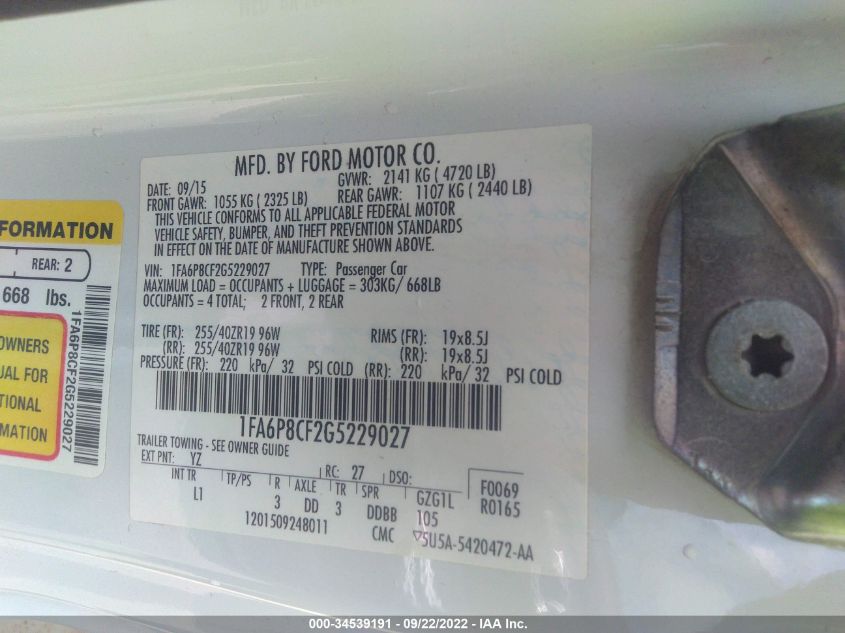 MFD. BY FORD MOTOR CO.
DATE: 09/15 GVWR: 2141 KG ( 4720 LB)
FRONT GAWR: 1055 KG ( 2325 LB) REAR GAWR: 1107 KG ( 2440 LB)
THIS VEHICLE CONFORMS TO ALL APPLICABLE FEDERAL MOTOR
VEHICLE SAFETY, BUMPER, AND THEFT PREVENTION STANDARDS
IN EFFECT ON THE DATE OF MANUFACTURE SHOWN ABOVE.
VIN: 1FA6P8CF2G5229027 TYPE: Passenger Car
MAXIMUM LOAD = OCCUPANTS + LUGGAGE = 303KG/ 668LB
OCCUPANTS = 4 TOTAL; 2 FRONT, 2 REAR
TIRE (FR): 255/40ZR19 96W RIMS (FR): 19x8.5J
(RR): 255/40ZR19 96W (RR): 19x8.5J
PRESSURE (FR): 220 kPa/ 32 PSI COLD (RR): 220 kPa/ 32 PSI COLD
1FA6P8CF2G5229027
TRAILER TOWING - SEE OWNER GUIDE
EXT PNT: YZ RC: 27 DSO:
INT TR TP/PS R AXLE TR SPR GZG1L F0069
L1 3 DD 3 DDBB 105 R0165
1201509248011 CMC ▽5U5A-5420472-AA
FORMATION
REAR: 2
668 lbs.
OWNERS
UAL FOR
TIONAL
RMATION
1FA6P8CF2G5229027
000-34539191 - 09/22/2022 - IAA Inc.